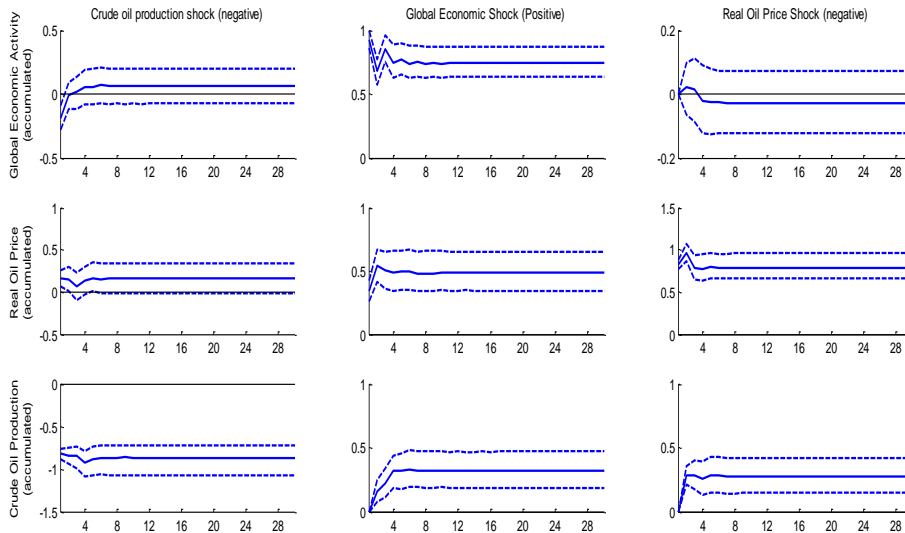 Crude oil production shock (negative)
Global Economic Shock (Positive)
Real Oil Price Shock (negative)
Global Economic Activity
(accumulated)
0.5
0
-0.5
4 8 12 16 20 24 28
1
0.5
0
4 8 12 16 20 24 28
0.2
0
-0.2
4 8 12 16 20 24 28
Real Oil Price
(accumulated)
1
0.5
0
-0.5
4 8 12 16 20 24 28
1
0.5
0
4 8 12 16 20 24 28
1.5
1
0.5
0
4 8 12 16 20 24 28
Crude Oil Production
(accumulated)
0
-0.5
-1
-1.5
4 8 12 16 20 24 28
1
0.5
0
4 8 12 16 20 24 28
1
0.5
0
4 8 12 16 20 24 28